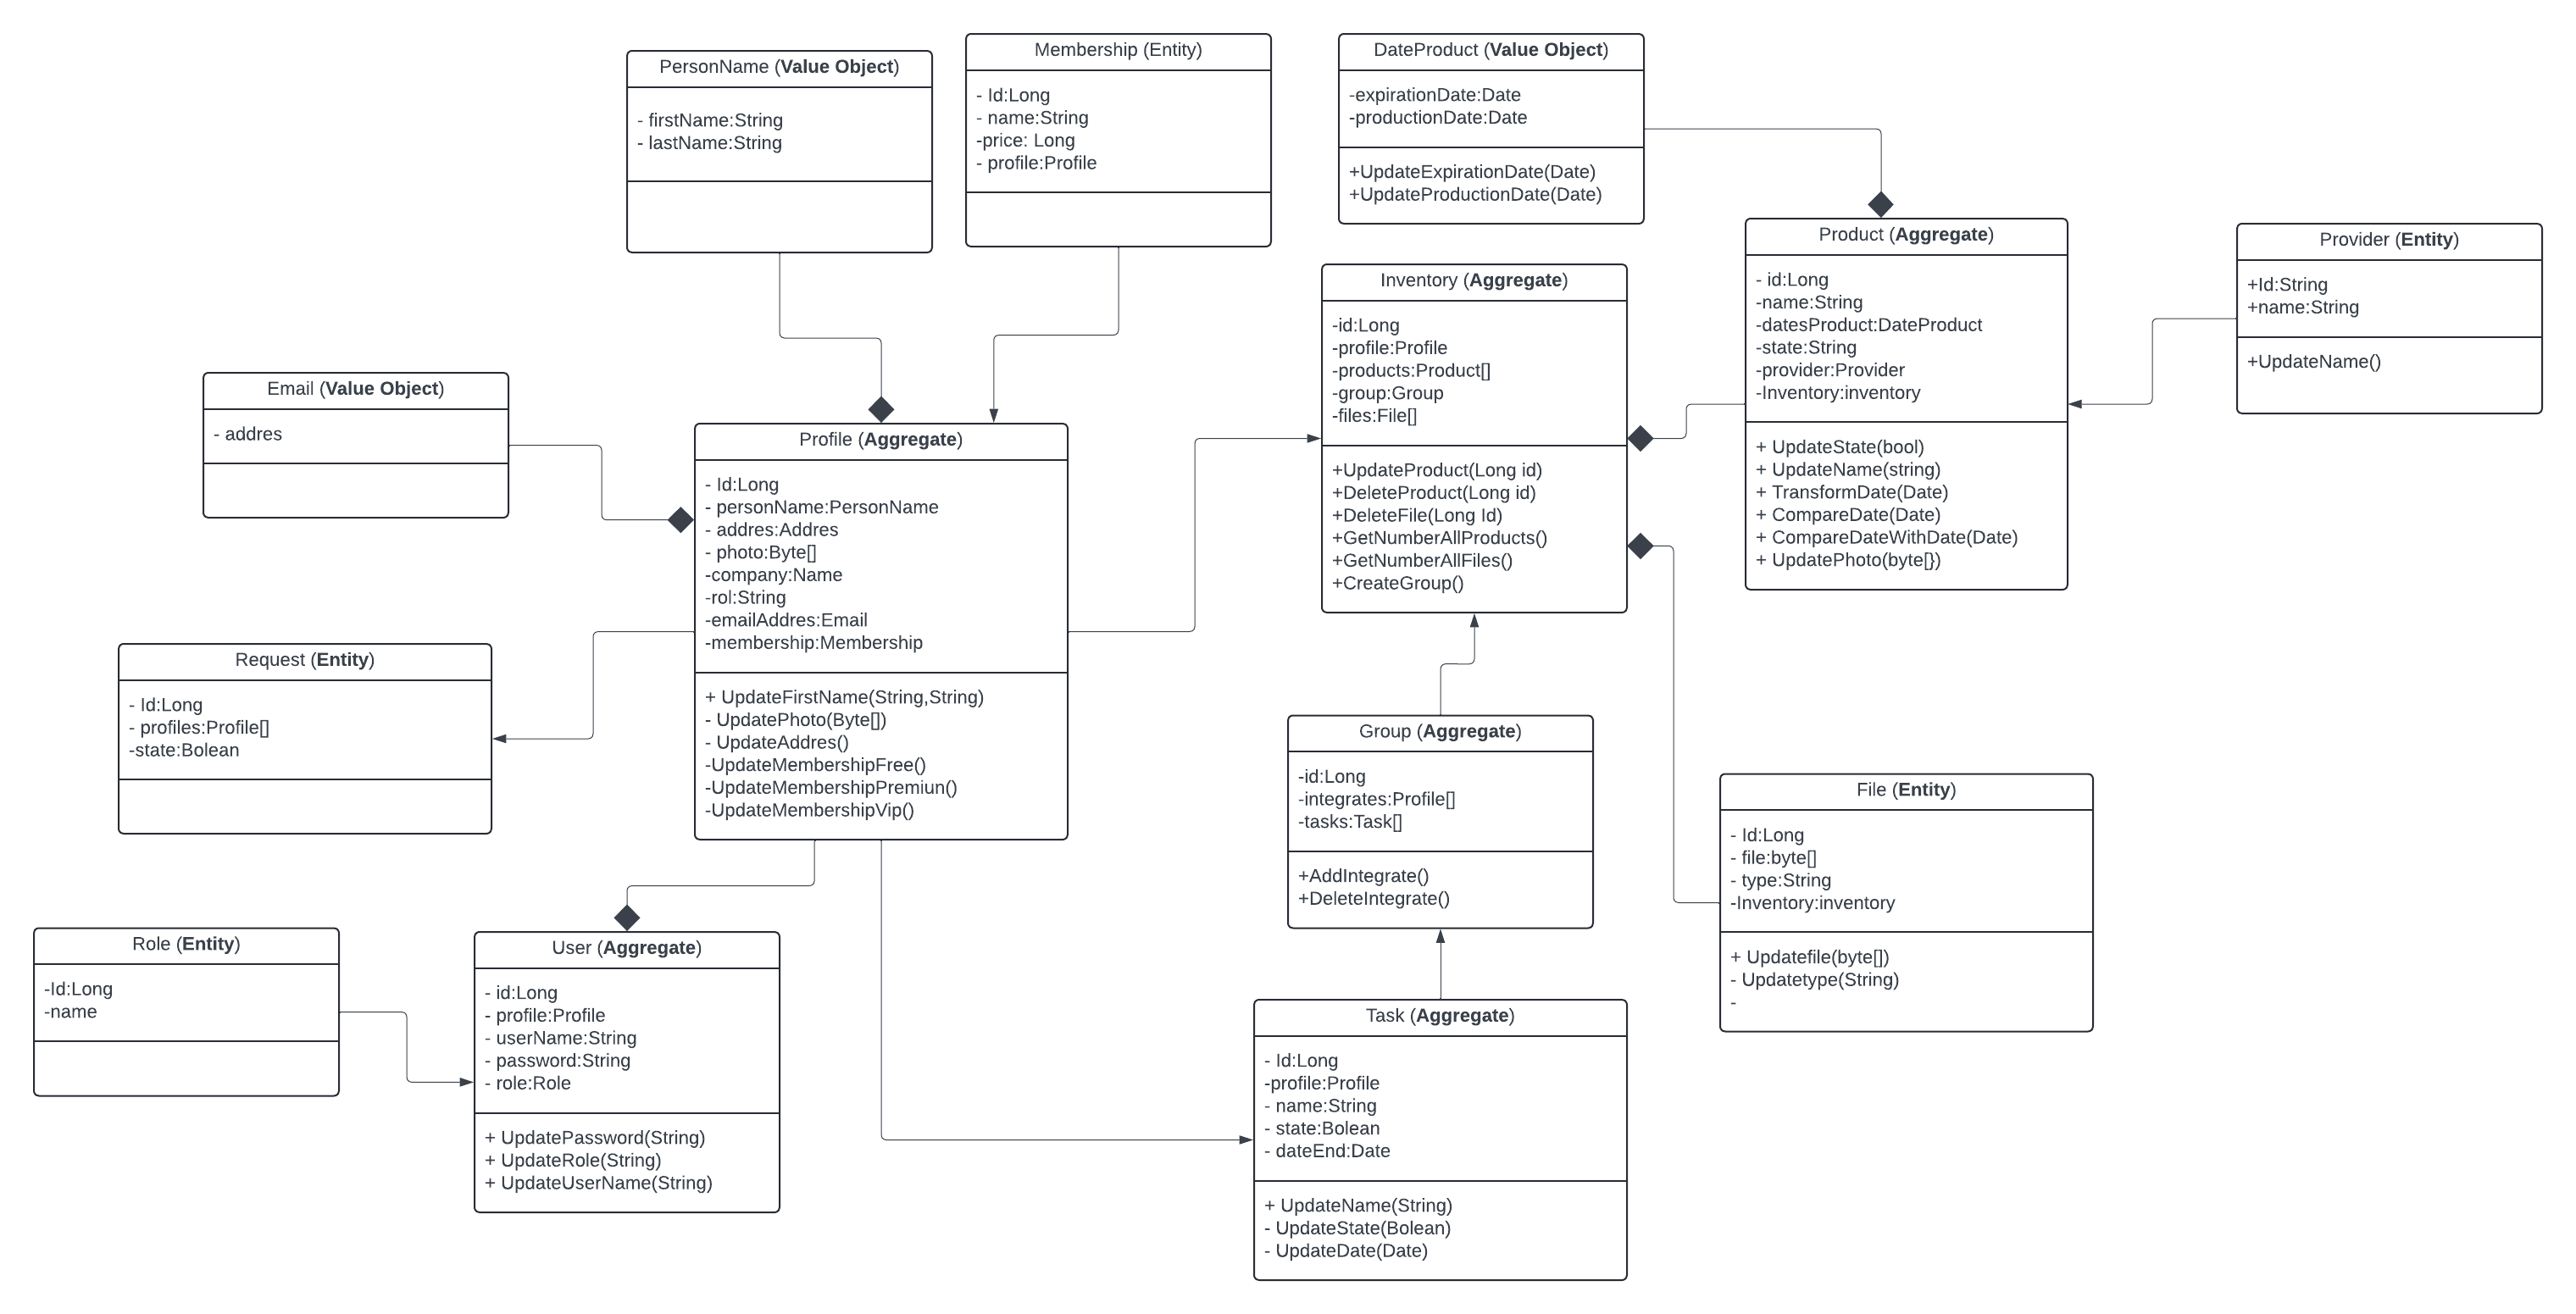 PersonName (Value Object)
- firstName:String
- lastName:String
Membership (Entity)
- Id:Long
- name:String
-price: Long
- profile:Profile
DateProduct (Value Object)
-expirationDate:Date
-productionDate:Date
+UpdateExpirationDate(Date)
+UpdateProductionDate(Date)
Product (Aggregate)
- id:Long
-name:String
-datesProduct:DateProduct
-state:String
-provider:Provider
-Inventory:inventory
+ UpdateState(bool)
+ UpdateName(string)
+ TransformDate(Date)
+ CompareDate(Date)
+ CompareDateWithDate(Date)
+ UpdatePhoto(byte[})
Provider (Entity)
+Id:String
+name:String
+UpdateName()
Inventory (Aggregate)
-id:Long
-profile:Profile
-products:Product[]
-group:Group
-files:File[]
+UpdateProduct(Long id)
+DeleteProduct(Long id)
+DeleteFile(Long Id)
+GetNumberAllProducts()
+GetNumberAllFiles()
+CreateGroup()
Email (Value Object)
- addres
Profile (Aggregate)
- Id:Long
- personName:PersonName
- addres:Addres
- photo:Byte[]
-company:Name
-rol:String
-emailAddres:Email
-membership:Membership
+ UpdateFirstName(String,String)
- UpdatePhoto(Byte[])
- UpdateAddres()
-UpdateMembershipFree()
-UpdateMembershipPremiun()
-UpdateMembershipVip()
Request (Entity)
- Id:Long
- profiles:Profile[]
-state:Bolean
Group (Aggregate)
-id:Long
-integrates:Profile[]
-tasks:Task[]
+AddIntegrate()
+DeleteIntegrate()
File (Entity)
- Id:Long
- file:byte[]
- type:String
-Inventory:inventory
+ Updatefile(byte[])
- Updatetype(String)
-
Role (Entity)
-Id:Long
-name
User (Aggregate)
- id:Long
- profile:Profile
- userName:String
- password:String
- role:Role
+ UpdatePassword(String)
+ UpdateRole(String)
+ UpdateUserName(String)
Task (Aggregate)
- Id:Long
-profile:Profile
- name:String
- state:Bolean
- dateEnd:Date
+ UpdateName(String)
- UpdateState(Bolean)
- UpdateDate(Date)